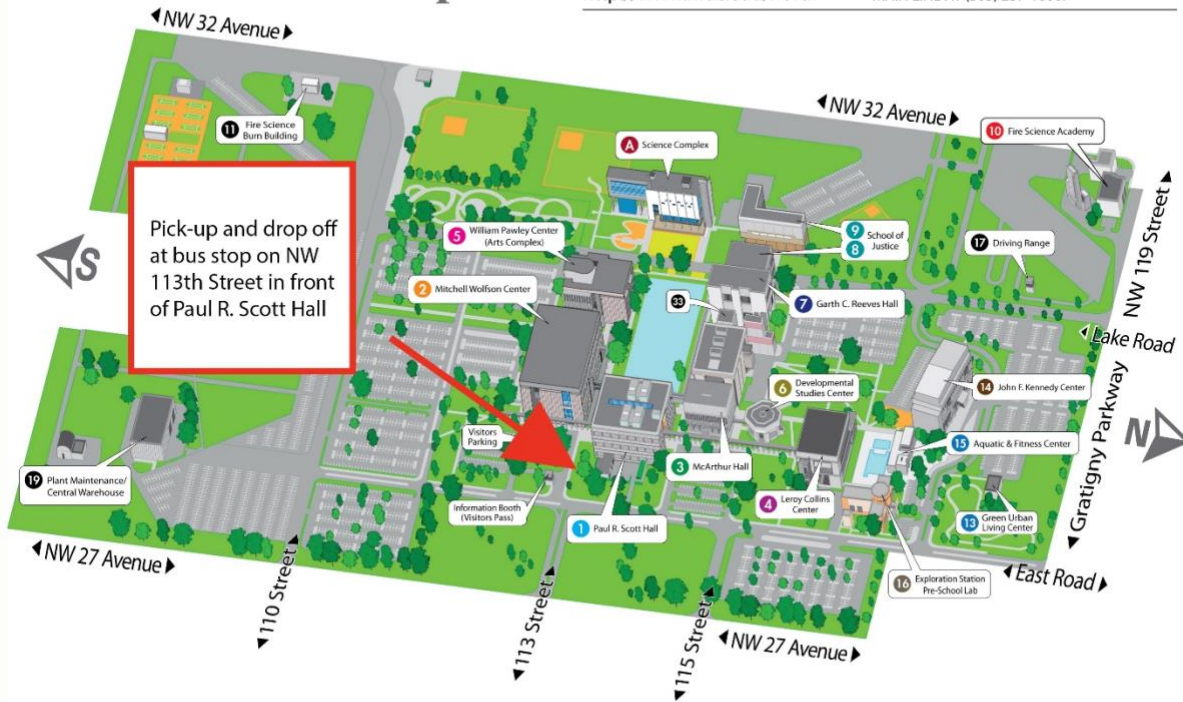 NW 32 Avenue
NW 32 Avenue
11 Fire Science
Burn Building
10 Fire Science Academy
A Science Complex
Pick-up and drop off
at bus stop on NW
113th Street in front
of Paul R. Scott Hall
S
5 William Pawley Center
(Arts Complex)
9 School of
8 Justice
17 Driving Range
NW 119 Street
2 Mitchell Wolfson Center
33
7 Garth C. Reeves Hall
Lake Road
6 Developmental
Studies Center
14 John F. Kennedy Center
Gratigny Parkway
N
Visitors
Parking
15 Aquatic & Fitness Center
3 McArthur Hall
19 Plant Maintenance/
Central Warehouse
Information Booth
(Visitors Pass)
4 Leroy Collins
Center
1 Paul R. Scott Hall
13 Green Urban
Living Center
NW 27 Avenue
110 Street
113 Street
115 Street
16 Exploration Station
Pre-School Lab
East Road
NW 27 Avenue